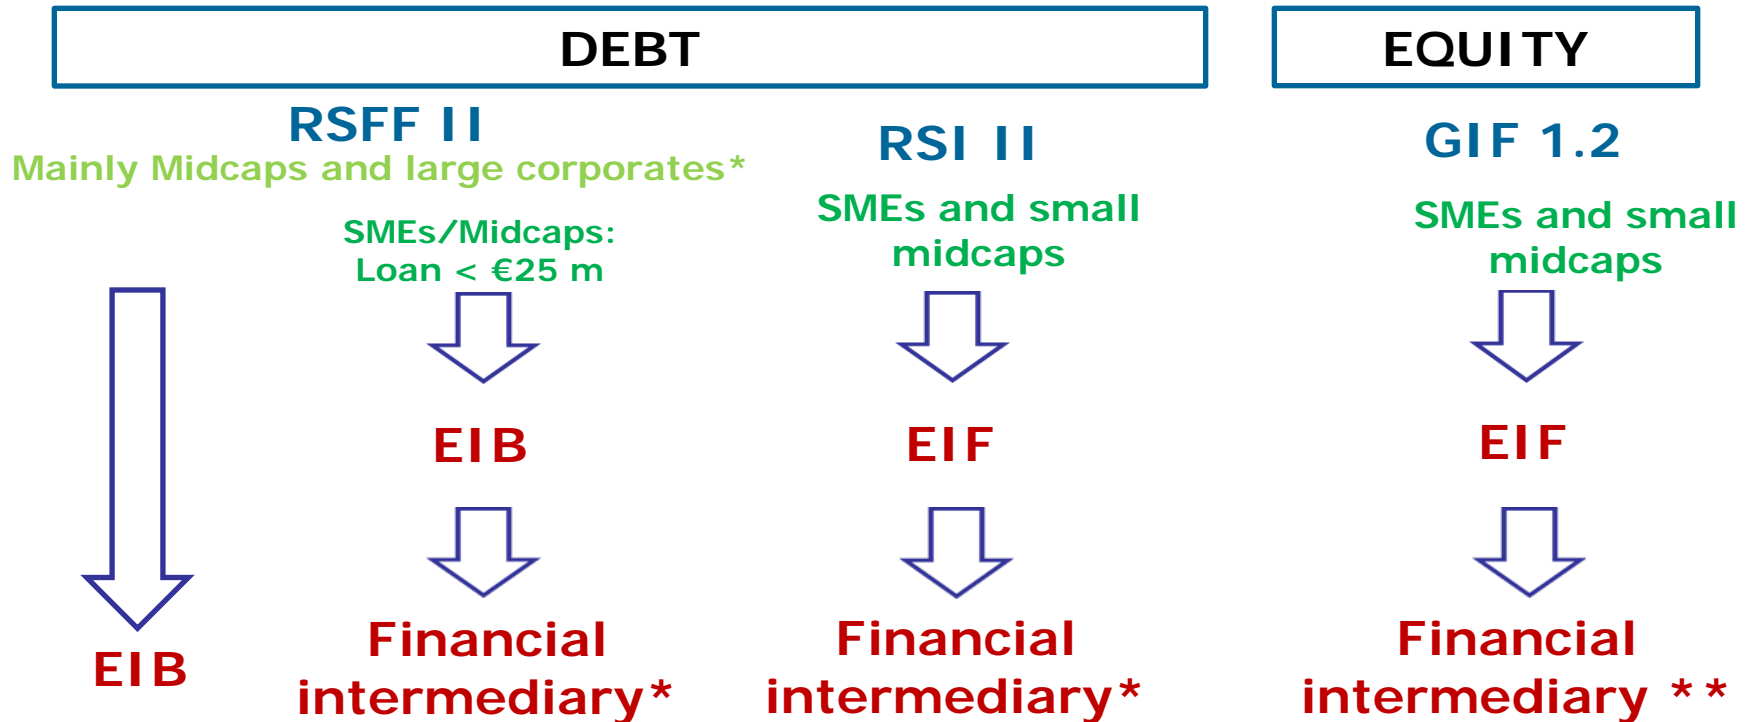 DEBT
EQUITY
RSFF II
Mainly Midcaps and large corporates*
SMEs/Midcaps:
Loan < €25 m
EIB
EIB
Financial
intermediary*
RSI II
SMEs and small
midcaps
EIF
Financial
intermediary*
GIF 1.2
SMEs and small
midcaps
EIF
Financial
intermediary **